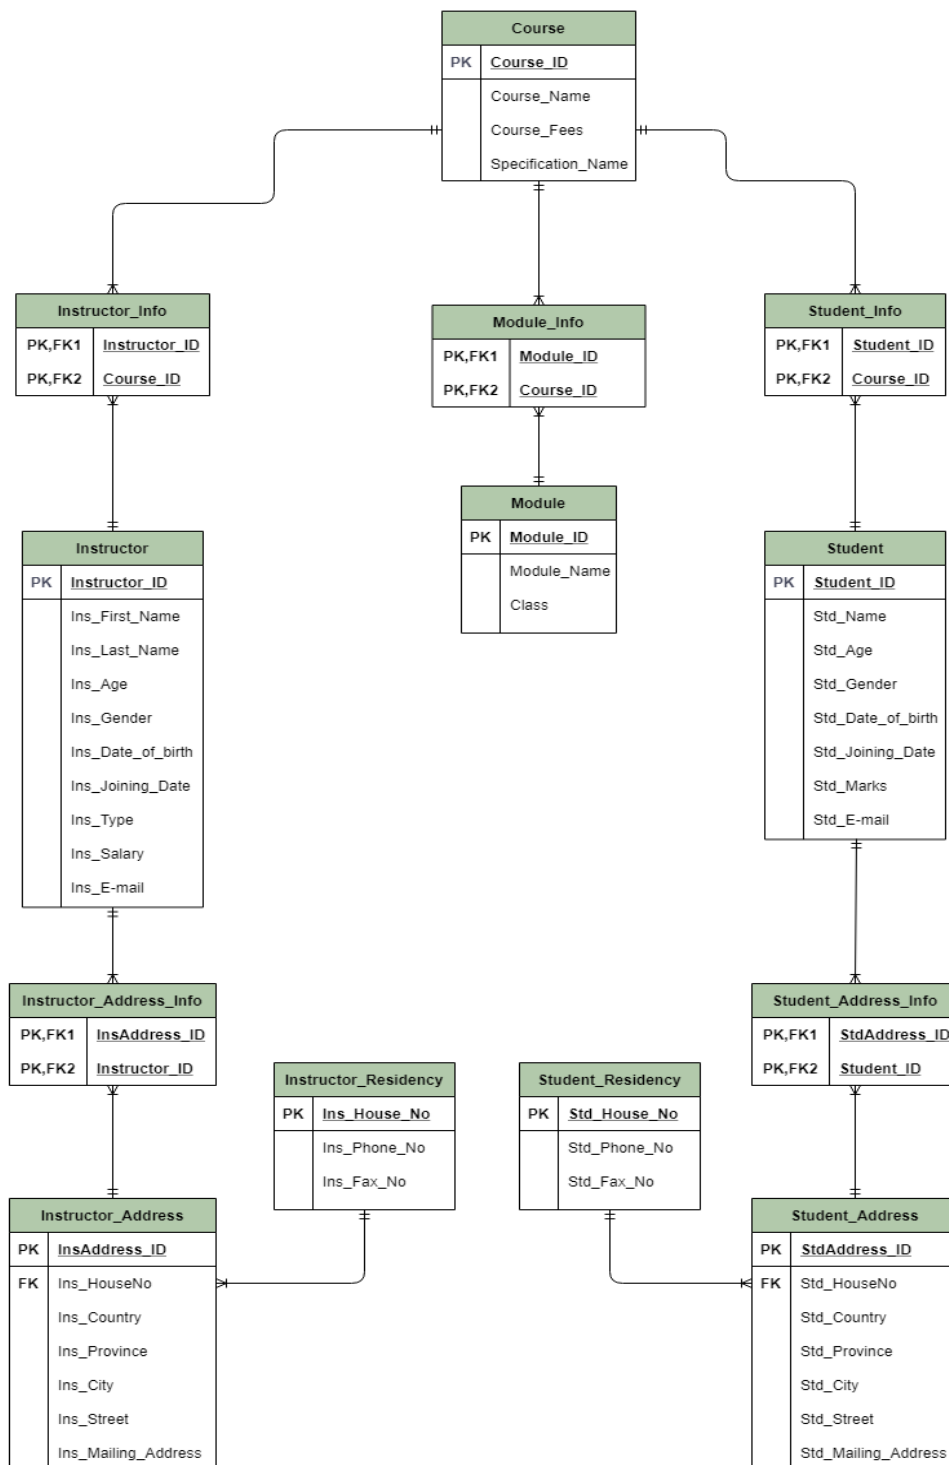 Course
PK Course_ID
Course_Name
Course_Fees
Specification_Name
Instructor_Info
PK,FK1 Instructor_ID
PK,FK2 Course_ID
Module_Info
PK,FK1 Module_ID
PK,FK2 Course_ID
Student_Info
PK,FK1 Student_ID
PK,FK2 Course_ID
Module
PK Module_ID
Module_Name
Class
Instructor
PK Instructor_ID
Ins_First_Name
Ins_Last_Name
Ins_Age
Ins_Gender
Ins_Date_of_birth
Ins_Joining_Date
Ins_Type
Ins_Salary
Ins_E-mail
Student
PK Student_ID
Std_Name
Std_Age
Std_Gender
Std_Date_of_birth
Std_Joining_Date
Std_Marks
Std_E-mail
Instructor_Address_Info
PK,FK1 InsAddress_ID
PK,FK2 Instructor_ID
Instructor_Residency
PK Ins_House_No
Ins_Phone_No
Ins_Fax_No
Student_Residency
PK Std_House_No
Std_Phone_No
Std_Fax_No
Student_Address_Info
PK,FK1 StdAddress_ID
PK,FK2 Student_ID
Instructor_Address
PK InsAddress_ID
FK Ins_HouseNo
Ins_Country
Ins_Province
Ins_City
Ins_Street
Ins_Mailing_Address
Student_Address
PK StdAddress_ID
FK Std_HouseNo
Std_Country
Std_Province
Std_City
Std_Street
Std_Mailing_Address